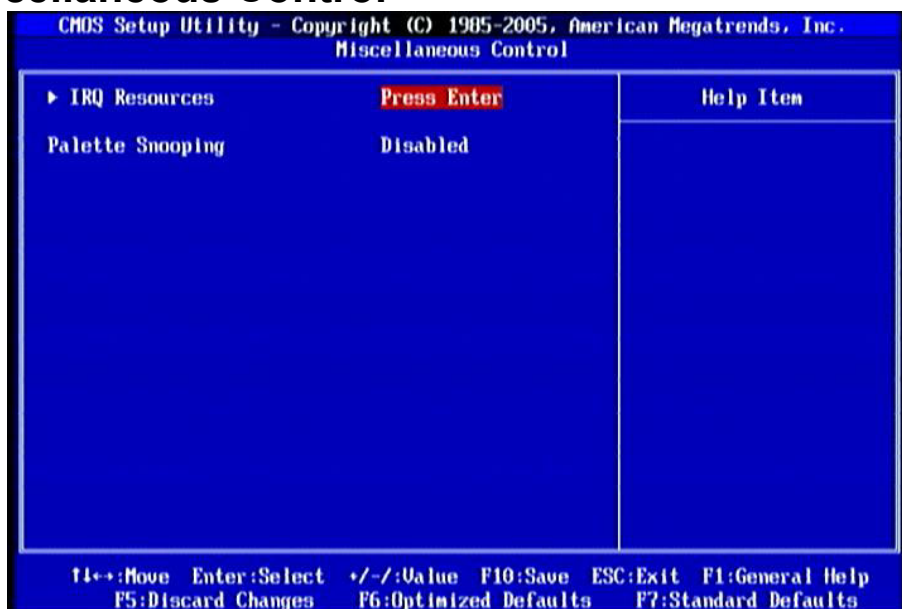 CMOS Setup Utility - Copyright (C) 1985-2005, American Megatrends, Inc.
Miscellaneous Control
▶ IRQ Resources Press Enter Help Item
Palette Snooping Disabled
↑↓←→:Move Enter:Select +/-/:Value F10:Save ESC:Exit F1:General Help
F5:Discard Changes F6:Optimized Defaults F7:Standard Defaults